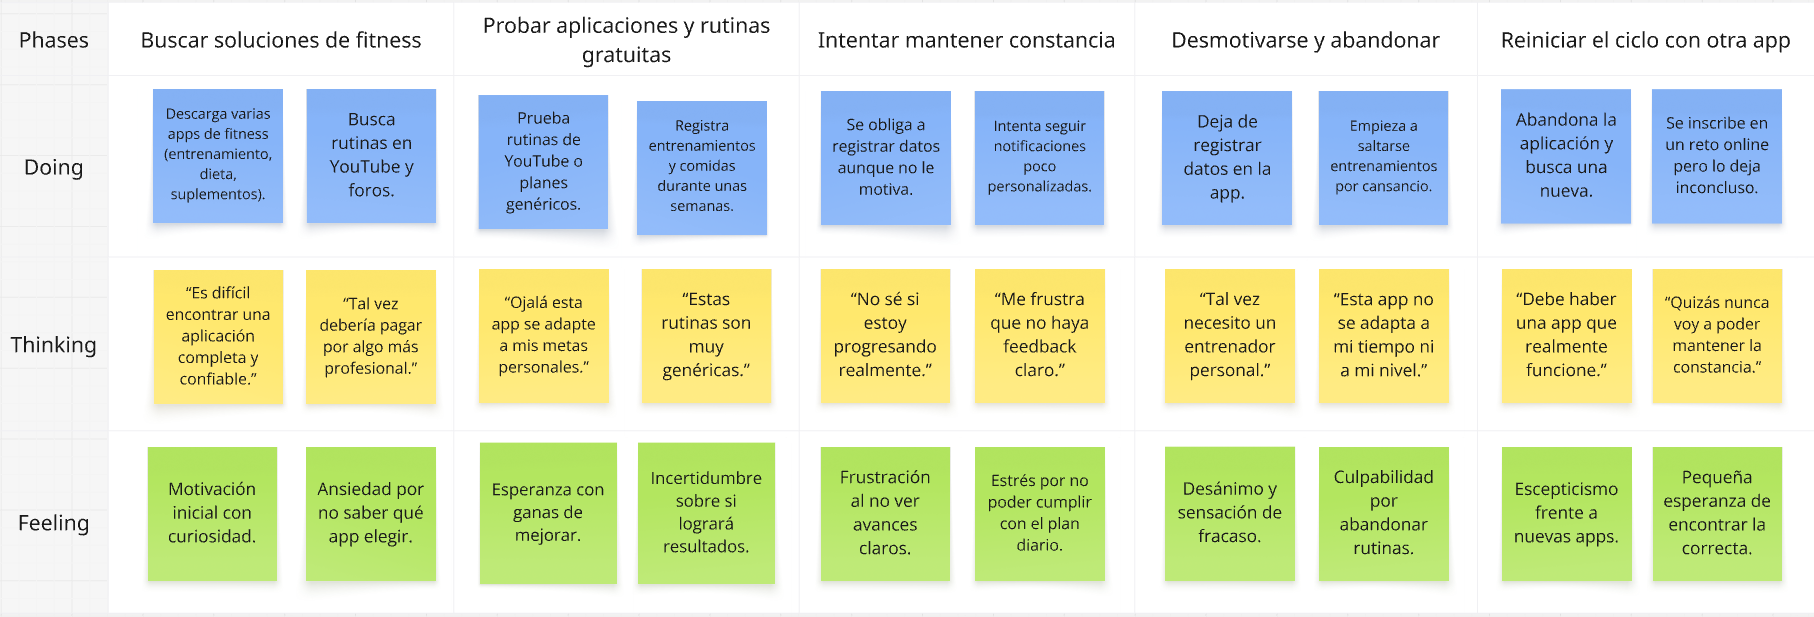 Phases
Buscar soluciones de fitness
Probar aplicaciones y rutinas
gratuitas
Intentar mantener constancia
Desmotivarse y abandonar
Reiniciar el ciclo con otra app
Doing
Descarga varias
apps de fitness
(entrenamiento,
dieta,
suplementos).
Busca
rutinas en
YouTube y
foros.
Prueba
rutinas de
YouTube o
planes
genéricos.
Registra
entrenamientos
y comidas
durante unas
semanas.
Se obliga a
registrar datos
aunque no le
motiva.
Intenta seguir
notificaciones
poco
personalizadas.
Deja de
registrar
datos en la
app.
Empieza a
saltarse
entrenamientos
por cansancio.
Abandona la
aplicación y
busca una
nueva.
Se inscribe en
un reto online
pero lo deja
inconcluso.
Thinking
“Es difícil
encontrar una
aplicación
completa y
confiable.”
“Tal vez
debería pagar
por algo más
profesional.”
“Ojalá esta
app se adapte
a mis metas
personales.”
“Estas
rutinas son
muy
genéricas.”
“No sé si
estoy
progresando
realmente.”
“Me frustra
que no haya
feedback
claro.”
“Tal vez
necesito un
entrenador
personal.”
“Esta app no
se adapta a
mi tiempo ni
a mi nivel.”
“Debe haber
una app que
realmente
funcione.”
“Quizás nunca
voy a poder
mantener la
constancia.”
Feeling
Motivación
inicial con
curiosidad.
Ansiedad por
no saber qué
app elegir.
Esperanza con
ganas de
mejorar.
Incertidumbre
sobre si
logrará
resultados.
Frustración
al no ver
avances
claros.
Estrés por no
poder cumplir
con el plan
diario.
Desánimo y
sensación de
fracaso.
Culpabilidad
por
abandonar
rutinas.
Escepticismo
frente a
nuevas apps.
Pequeña
esperanza de
encontrar la
correcta.